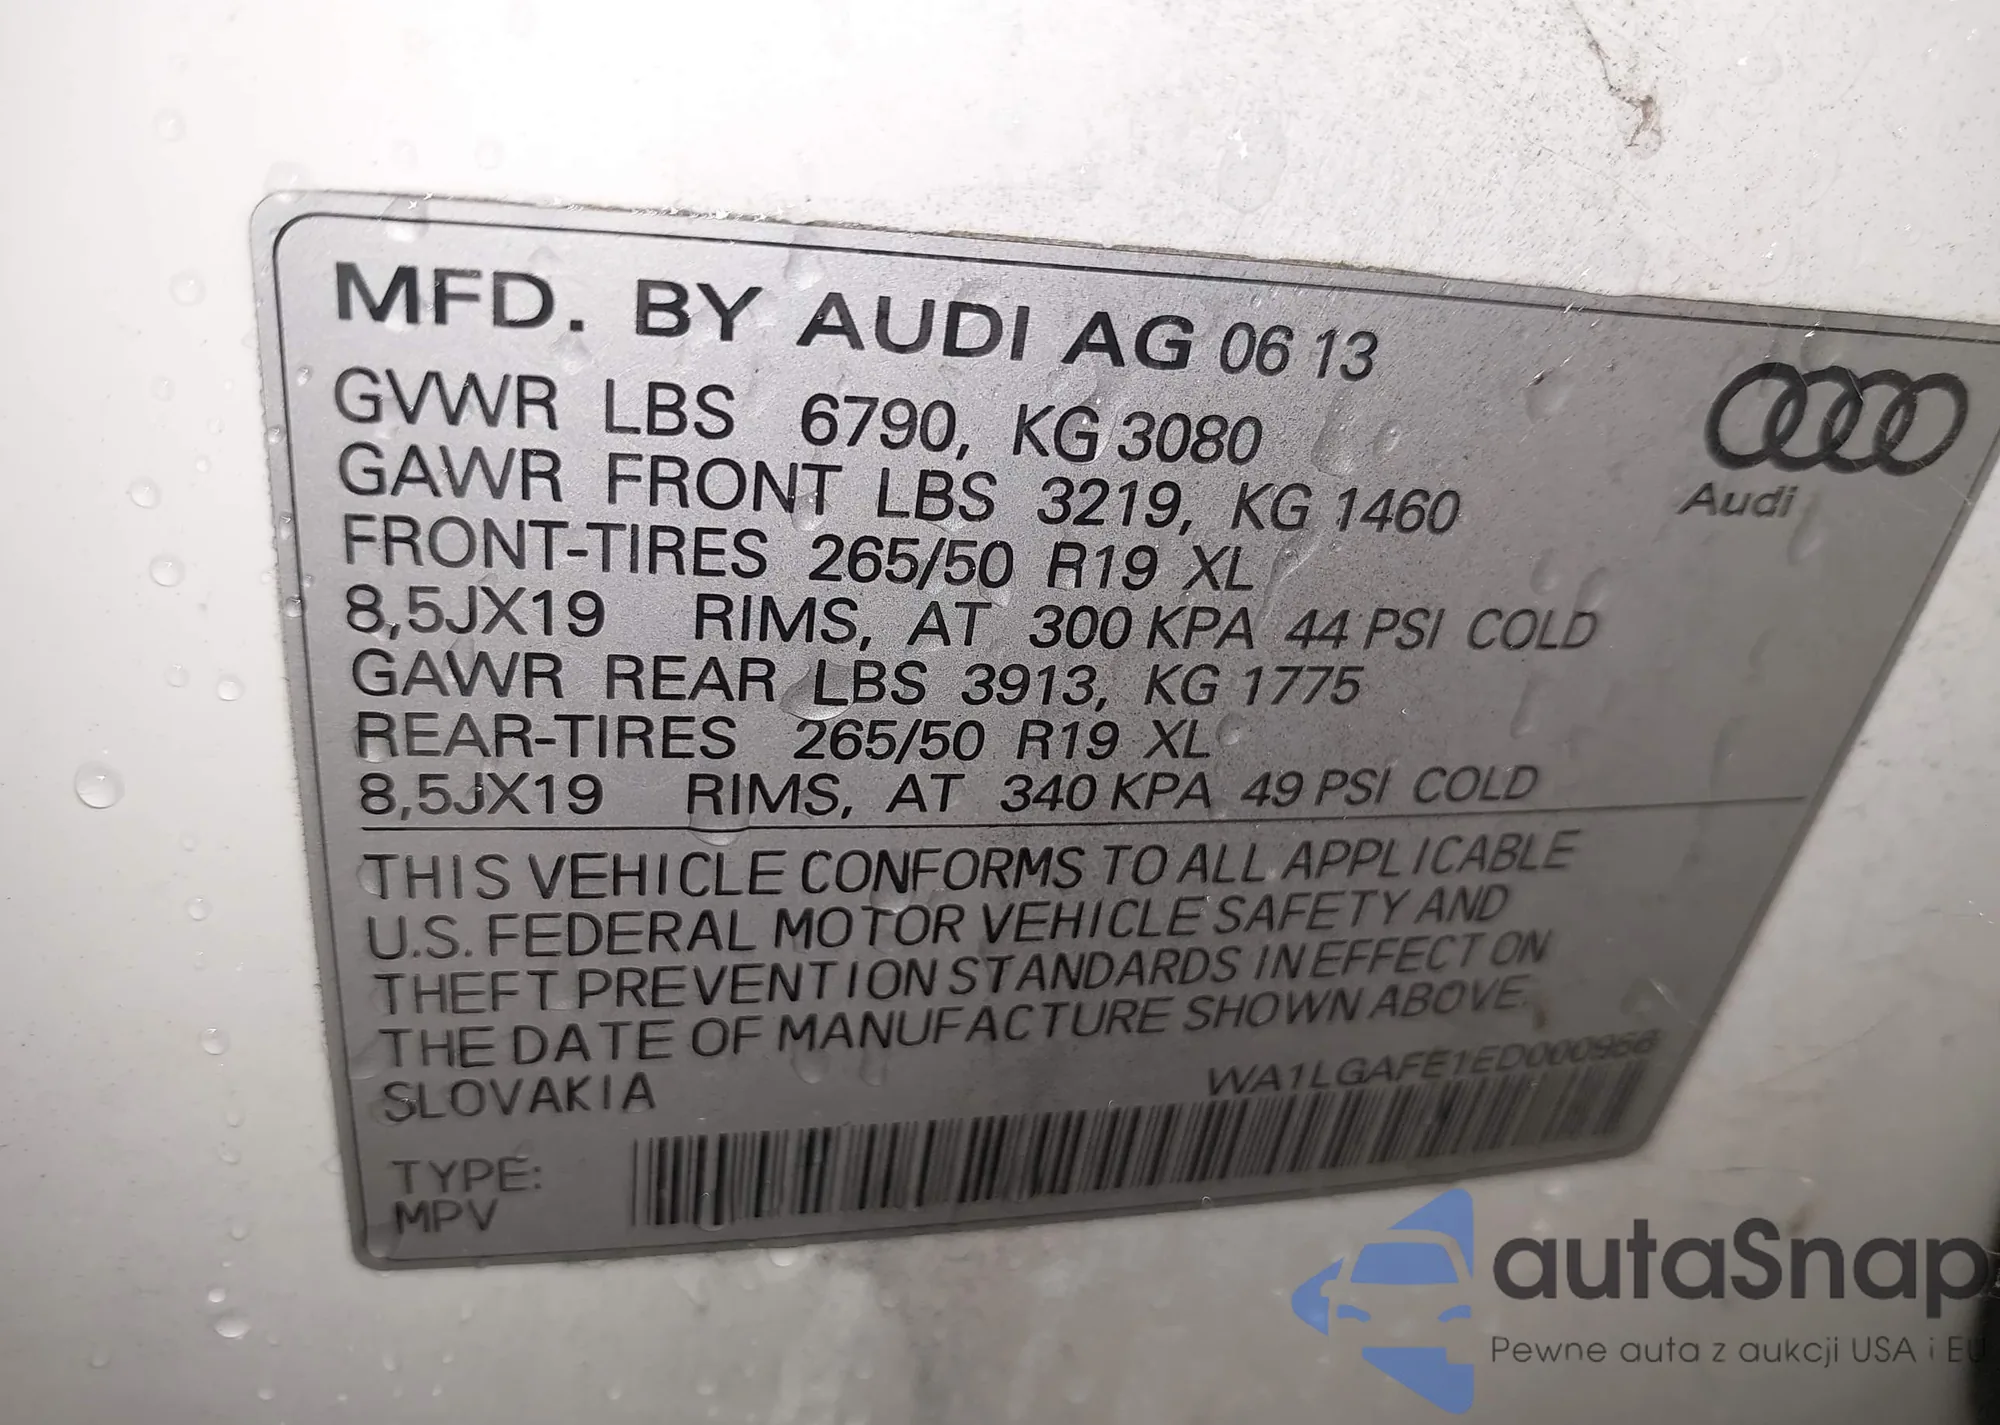 MFD. BY AUDI AG 06 13
GVWR LBS 6790, KG 3080
GAWR FRONT LBS 3219, KG 1460
FRONT-TIRES 265/50 R19 XL
8,5JX19 RIMS, AT 300 KPA 44 PSI COLD
GAWR REAR LBS 3913, KG 1775
REAR-TIRES 265/50 R19 XL
8,5JX19 RIMS, AT 340 KPA 49 PSI COLD
Audi
THIS VEHICLE CONFORMS TO ALL APPLICABLE
U.S. FEDERAL MOTOR VEHICLE SAFETY AND
THEFT PREVENTION STANDARDS IN EFFECT ON
THE DATE OF MANUFACTURE SHOWN ABOVE.
SLOVAKIA
TYPE:
MPV
autaSnap
Pewne auta z aukcji USA i EU